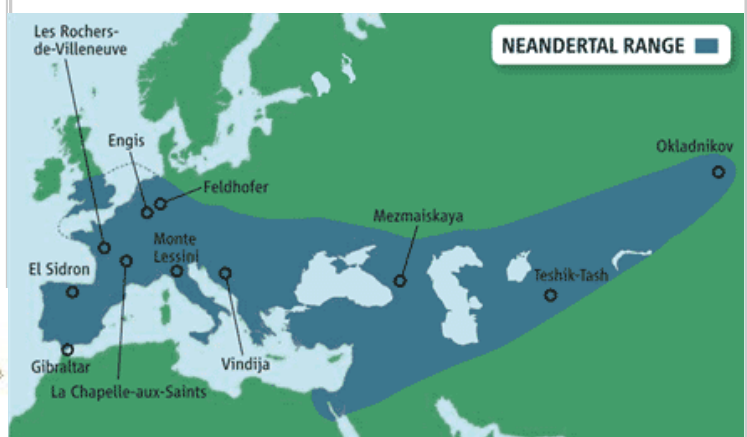 Les Rochers-
de-Villeneuve
NEANDERTAL RANGE
Engis
Okladnikov
Feldhofer
Mezmaiskaya
Monte
Lessini
El Sidron
Teshik-Tash
Gibraltar
Vindija
La Chapelle-aux-Saints